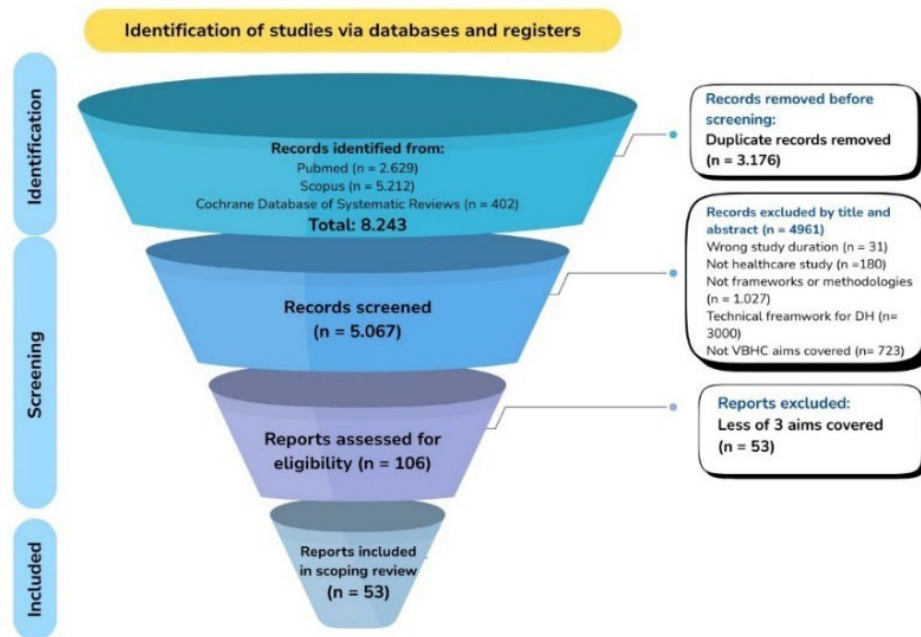 Identification of studies via databases and registers
Identification
Records identified from:
Pubmed (n = 2.629)
Scopus (n = 5.212)
Cochrane Database of Systematic Reviews (n = 402)
Total: 8.243
Records removed before
screening:
Duplicate records removed
(n = 3.176)
Screening
Records screened
(n = 5.067)
Records excluded by title and
abstract (n = 4961)
Wrong study duration (n = 31)
Not healthcare study (n =180)
Not frameworks or methodologies
(n = 1.027)
Technical freamwork for DH (n=
3000)
Not VBHC aims covered (n= 723)
Reports assessed for
eligibility (n = 106)
Reports excluded:
Less of 3 aims covered
(n = 53)
Included
Reports included
in scoping review
(n = 53)